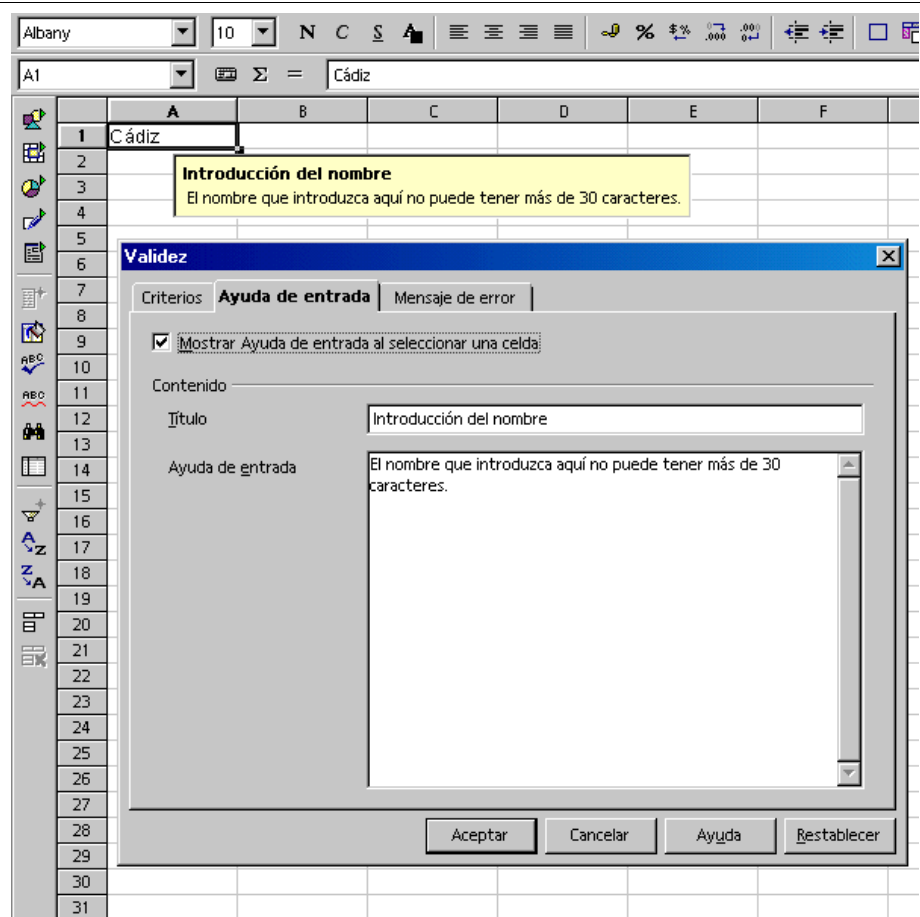 Albany 10 N C S A % $% .000 .000
A1 Σ = Cádiz
A B C D E F
1 Cádiz
2
Introducción del nombre
3
El nombre que introduzca aquí no puede tener más de 30 caracteres.
4
5
Validez
6
7
Criterios Ayuda de entrada Mensaje de error
8
9
Mostrar Ayuda de entrada al seleccionar una celda
ABC
10
Contenido
ABC
11
12
Título Introducción del nombre
13
14
Ayuda de entrada El nombre que introduzca aquí no puede tener más de 30
caracteres.
15
16
A Z
17
Z A
18
19
20
21
22
23
24
25
26
27
28
Aceptar Cancelar Ayuda Restablecer
29
30
31